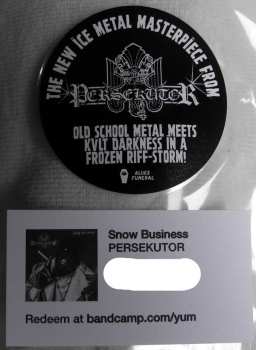 THE NEW ICE METAL MASTERPIECE FROM
PERSEKUTOR
OLD SCHOOL METAL MEETS
KVLT DARKNESS IN A
FROZEN RIFF-STORM!
ALICE
FUNERAL
Snow Business
PERSEKUTOR
Redeem at bandcamp.com/yum